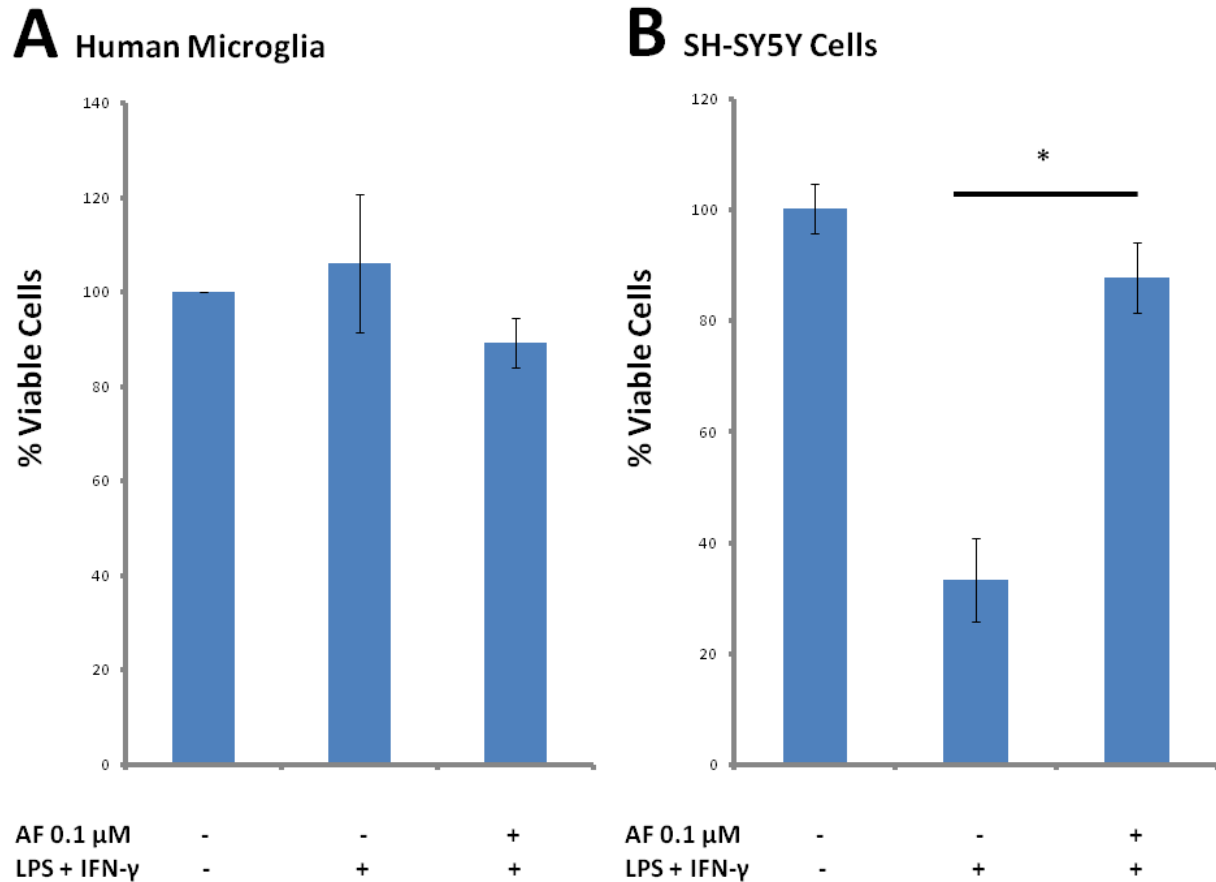 A Human Microglia
% Viable Cells
140
120
100
80
60
40
20
0
AF 0.1 µM - - +
LPS + IFN-γ - + +
B SH-SY5Y Cells
% Viable Cells
120
100
80
60
40
20
0
*
AF 0.1 µM - - +
LPS + IFN-γ - + +